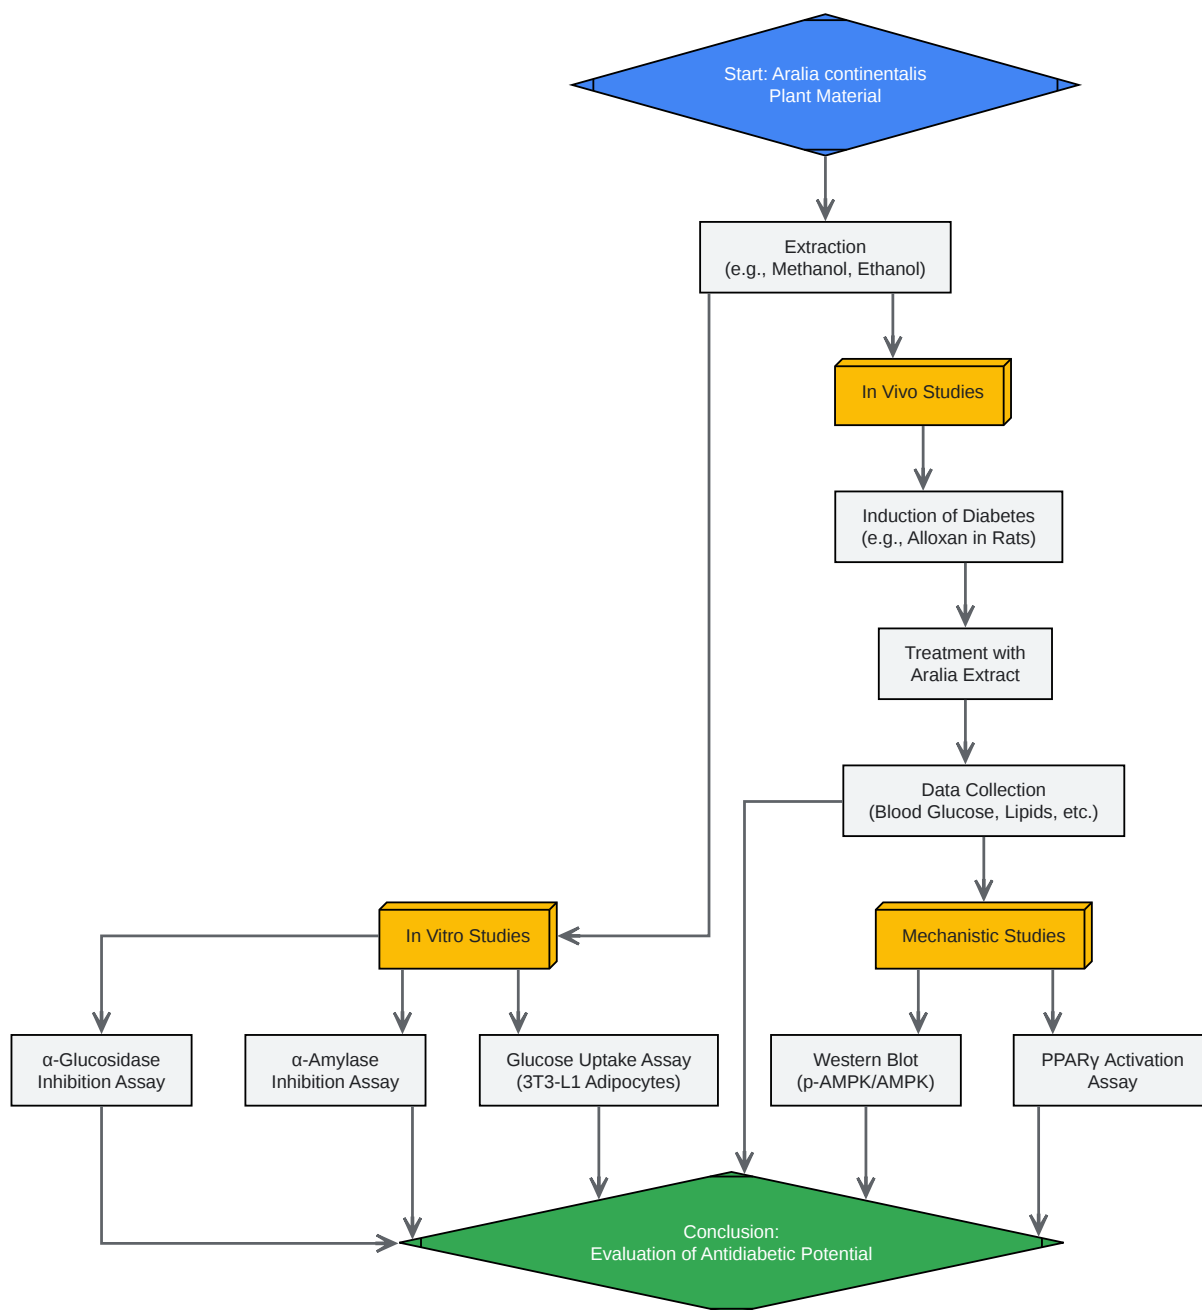 Start: Aralia continentalis
Plant Material
Extraction
(e.g., Methanol, Ethanol)
In Vivo Studies
Induction of Diabetes
(e.g., Alloxan in Rats)
Treatment with
Aralia Extract
Data Collection
(Blood Glucose, Lipids, etc.)
In Vitro Studies
Mechanistic Studies
α-Glucosidase
Inhibition Assay
α-Amylase
Inhibition Assay
Glucose Uptake Assay
(3T3-L1 Adipocytes)
Western Blot
(p-AMPK/AMPK)
PPARγ Activation
Assay
Conclusion:
Evaluation of Antidiabetic Potential